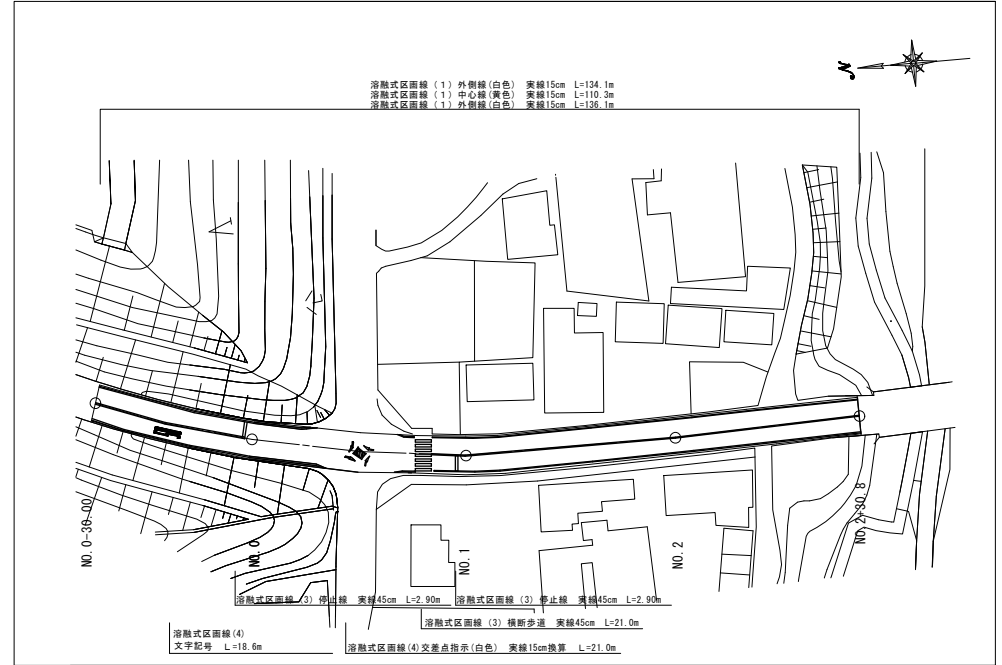 N
溶融式区画線（１）外側線(白色)　実線15cm　L=134.1m
溶融式区画線（１）中心線(黄色)　実線15cm　L=110.3m
溶融式区画線（１）外側線(白色)　実線15cm　L=136.1m
NO.0-30.00
NO.0
NO.1
NO.2
NO.2+30.8
溶融式区画線（3）停止線　実線45cm　L=2.90m
溶融式区画線（3）停止線　実線45cm　L=2.90m
溶融式区画線（3）横断歩道　実線45cm　L=21.0m
溶融式区画線(4)
文字記号　L=18.6m
溶融式区画線(4)交差点指示(白色)　実線15cm換算　L=21.0m